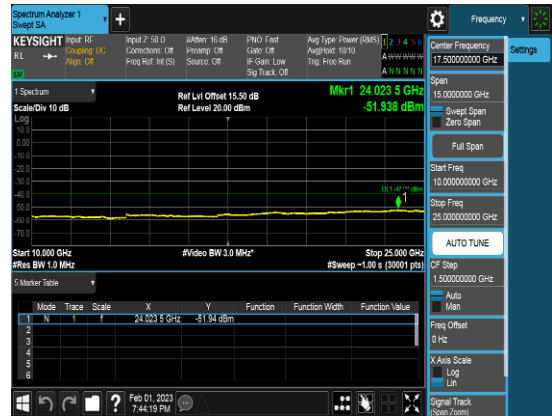 Spectrum Analyzer 1
Swept SA
+
Frequency
KEYSIGHT
RL
Input: RF
Coupling: DC
Align: Off
Input Z: 50 Ω
Corrections: Off
Freq Ref: Int (S)
#Atten: 16 dB
Preamp: Off
Source: Off
PNO: Fast
Gate: Off
IF Gain: Low
Sig Track: Off
Avg Type: Power (RMS)
Avg|Hold: 10/10
Trig: Free Run
1 2 3 4 5 6
A W W W W W
A N N N N N
LW
1 Spectrum
Scale/Div 10 dB
Ref Lvl Offset 15.50 dB
Ref Level 20.00 dBm
Mkr1 24.023 5 GHz
-51.938 dBm
Log
10.0
0.00
-10.0
-20.0
-30.0
-40.0
-50.0
-60.0
-70.0
1
Start 10.000 GHz
#Res BW 1.0 MHz
#Video BW 3.0 MHz*
Stop 25.000 GHz
#Sweep ~1.00 s (30001 pts)
5 Marker Table
Mode Trace Scale X Y Function Function Width Function Value
1 N 1 f 24.023 5 GHz -51.94 dBm
2
3
4
5
6
Feb 01, 2023
7:44:19 PM
?
Center Frequency
17.500000000 GHz
Settings
Span
15.0000000 GHz
Swept Span
Zero Span
Full Span
Start Freq
10.000000000 GHz
Stop Freq
25.000000000 GHz
AUTO TUNE
CF Step
1.500000000 GHz
Auto
Man
Freq Offset
0 Hz
X Axis Scale
Log
Lin
Signal Track
(Span Zoom)